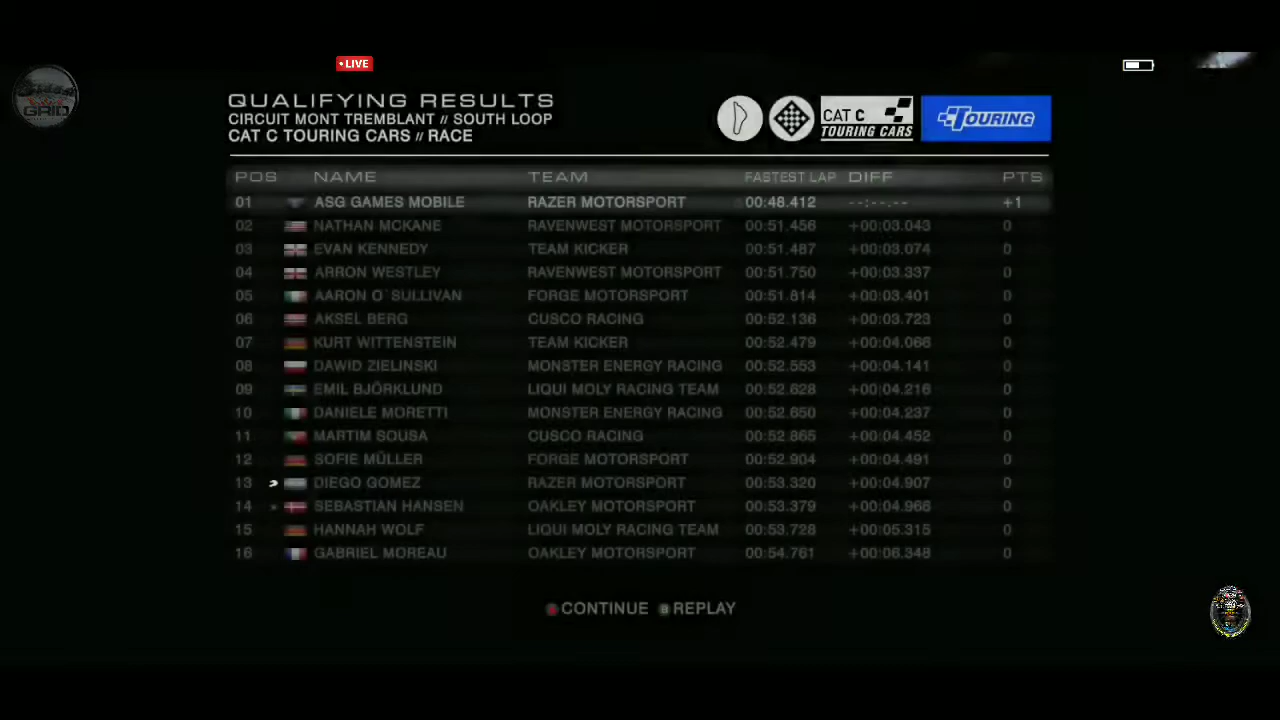 •LIVE
GRID
QUALIFYING RESULTS
CIRCUIT MONT TREMBLANT // SOUTH LOOP
CAT C TOURING CARS // RACE
CAT C
TOURING CARS
TOURING
POS NAME TEAM FASTEST LAP DIFF PTS
01 ASG GAMES MOBILE RAZER MOTORSPORT 00:48.412 --:--.-- +1
02 NATHAN MCKANE RAVENWEST MOTORSPORT 00:51.456 +00:03.043 0
03 EVAN KENNEDY TEAM KICKER 00:51.487 +00:03.074 0
04 ARRON WESTLEY RAVENWEST MOTORSPORT 00:51.750 +00:03.337 0
05 AARON O`SULLIVAN FORGE MOTORSPORT 00:51.814 +00:03.401 0
06 AKSEL BERG CUSCO RACING 00:52.136 +00:03.723 0
07 KURT WITTENSTEIN TEAM KICKER 00:52.479 +00:04.066 0
08 DAWID ZIELINSKI MONSTER ENERGY RACING 00:52.553 +00:04.141 0
09 EMIL BJÖRKLUND LIQUI MOLY RACING TEAM 00:52.628 +00:04.216 0
10 DANIELE MORETTI MONSTER ENERGY RACING 00:52.650 +00:04.237 0
11 MARTIM SOUSA CUSCO RACING 00:52.865 +00:04.452 0
12 SOFIE MÜLLER FORGE MOTORSPORT 00:52.904 +00:04.491 0
13 DIEGO GOMEZ RAZER MOTORSPORT 00:53.320 +00:04.907 0
14 SEBASTIAN HANSEN OAKLEY MOTORSPORT 00:53.379 +00:04.966 0
15 HANNAH WOLF LIQUI MOLY RACING TEAM 00:53.728 +00:05.315 0
16 GABRIEL MOREAU OAKLEY MOTORSPORT 00:54.761 +00:06.348 0
CONTINUE REPLAY